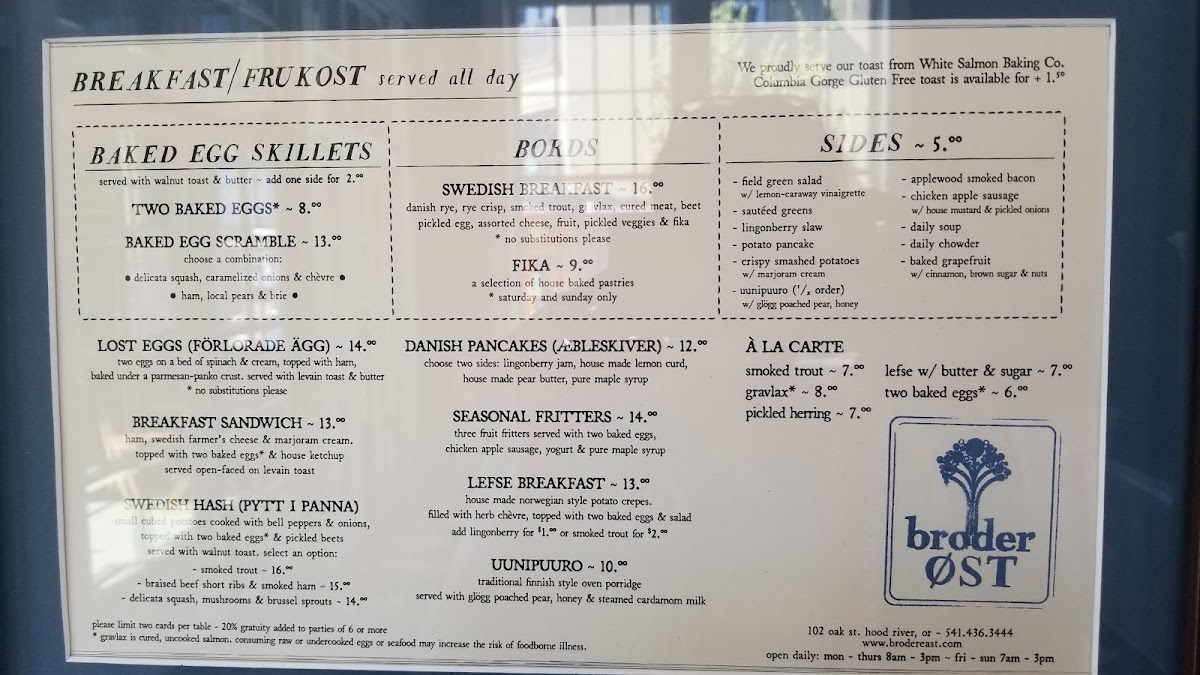 BREAKFAST/FRUKOST served all day
We proudly serve our toast from White Salmon Baking Co.
Columbia Gorge Gluten Free toast is available for + 1.⁵⁰
BAKED EGG SKILLETS
served with walnut toast & butter ~ add one side for 2.⁰⁰
TWO BAKED EGGS* ~ 8.⁰⁰
BAKED EGG SCRAMBLE ~ 13.⁰⁰
choose a combination:
• delicata squash, caramelized onions & chèvre •
• ham, local pears & brie •
BORDS
SWEDISH BREAKFAST ~ 16.⁰⁰
danish rye, rye crisp, smoked trout, gravlax, cured meat, beet
pickled egg, assorted cheese, fruit, pickled veggies & fika
* no substitutions please
FIKA ~ 9.⁰⁰
a selection of house baked pastries
* saturday and sunday only
SIDES ~ 5.⁰⁰
- field green salad
w/ lemon-caraway vinaigrette
- sautéed greens
- lingonberry slaw
- potato pancake
- crispy smashed potatoes
w/ marjoram cream
- uunipuuro (¹/₂ order)
w/ glögg poached pear, honey
- applewood smoked bacon
- chicken apple sausage
w/ house mustard & pickled onions
- daily soup
- daily chowder
- baked grapefruit
w/ cinnamon, brown sugar & nuts
LOST EGGS (FÖRLORADE ÄGG) ~ 14.⁰⁰
two eggs on a bed of spinach & cream, topped with ham,
baked under a parmesan-panko crust. served with levain toast & butter
* no substitutions please
BREAKFAST SANDWICH ~ 13.⁰⁰
ham, swedish farmer's cheese & marjoram cream.
topped with two baked eggs* & house ketchup
served open-faced on levain toast
SWEDISH HASH (PYTT I PANNA)
small cubed potatoes cooked with bell peppers & onions,
topped with two baked eggs* & pickled beets
served with walnut toast. select an option:
- smoked trout ~ 16.⁰⁰
- braised beef short ribs & smoked ham ~ 15.⁰⁰
- delicata squash, mushrooms & brussel sprouts ~ 14.⁰⁰
DANISH PANCAKES (ÆBLESKIVER) ~ 12.⁰⁰
choose two sides: lingonberry jam, house made lemon curd,
house made pear butter, pure maple syrup
SEASONAL FRITTERS ~ 14.⁰⁰
three fruit fritters served with two baked eggs,
chicken apple sausage, yogurt & pure maple syrup
LEFSE BREAKFAST ~ 13.⁰⁰
house made norwegian style potato crepes.
filled with herb chèvre, topped with two baked eggs & salad
add lingonberry for $1.⁰⁰ or smoked trout for $2.⁰⁰
UUNIPUURO ~ 10.⁰⁰
traditional finnish style oven porridge
served with glögg poached pear, honey & steamed cardamom milk
À LA CARTE
smoked trout ~ 7.⁰⁰
gravlax* ~ 8.⁰⁰
pickled herring ~ 7.⁰⁰
lefse w/ butter & sugar ~ 7.⁰⁰
two baked eggs* ~ 6.⁰⁰
broder
ØST
please limit two cards per table - 20% gratuity added to parties of 6 or more
* gravlax is cured, uncooked salmon. consuming raw or undercooked eggs or seafood may increase the risk of foodborne illness.
102 oak st. hood river, or - 541.436.3444
www.brodereast.com
open daily: mon - thurs 8am - 3pm ~ fri - sun 7am - 3pm